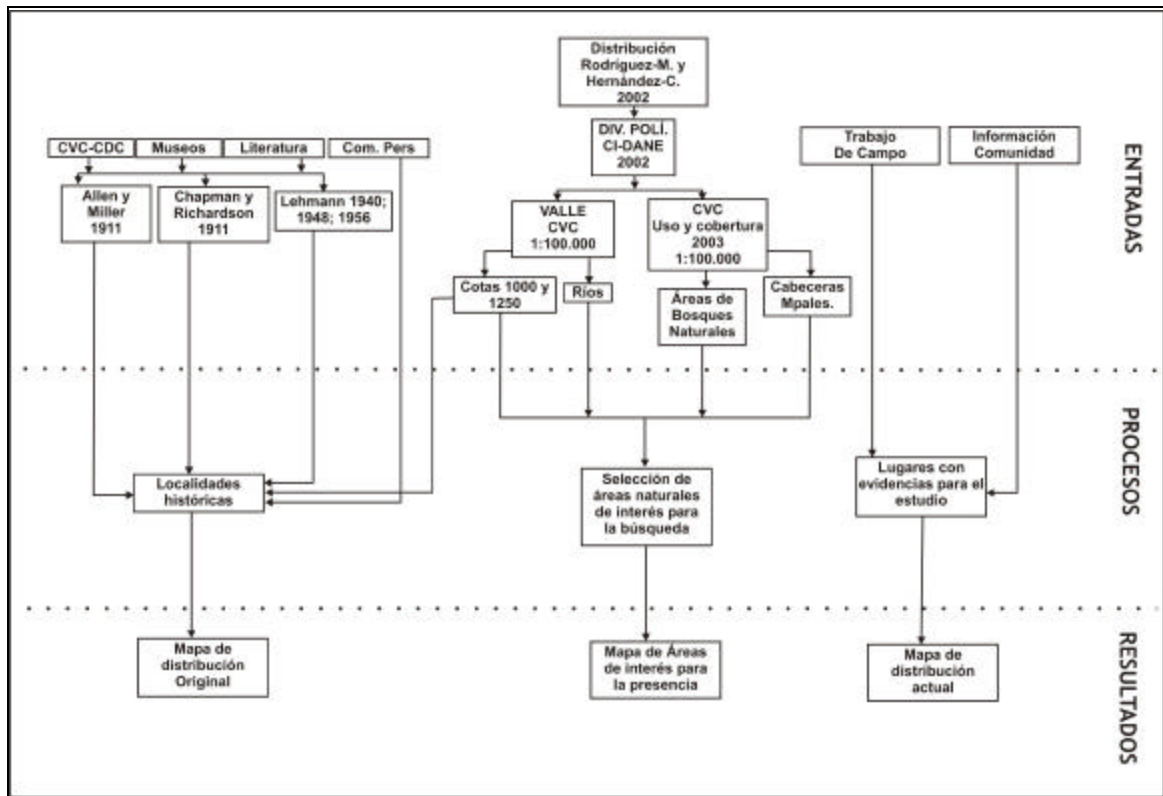 Distribución
Rodríguez-M. y
Hernández-C.
2002
DIV. POLÍ.
CI-DANE
2002
CVC-CDC
Museos
Literatura
Com. Pers
Trabajo
De Campo
Información
Comunidad
Allen y
Miller
1911
Chapman y
Richardson
1911
Lehmann 1940;
1948; 1956
VALLE
CVC
1:100.000
CVC
Uso y cobertura
2003
1:100.000
Cotas 1000 y
1250
Ríos
Áreas de
Bosques
Naturales
Cabeceras
Mpales.
ENTRADAS
Localidades
históricas
Selección de
áreas naturales
de interés para
la búsqueda
Lugares con
evidencias para el
estudio
PROCESOS
Mapa de
distribución
Original
Mapa de Áreas
de interés para
la presencia
Mapa de
distribución
actual
RESULTADOS